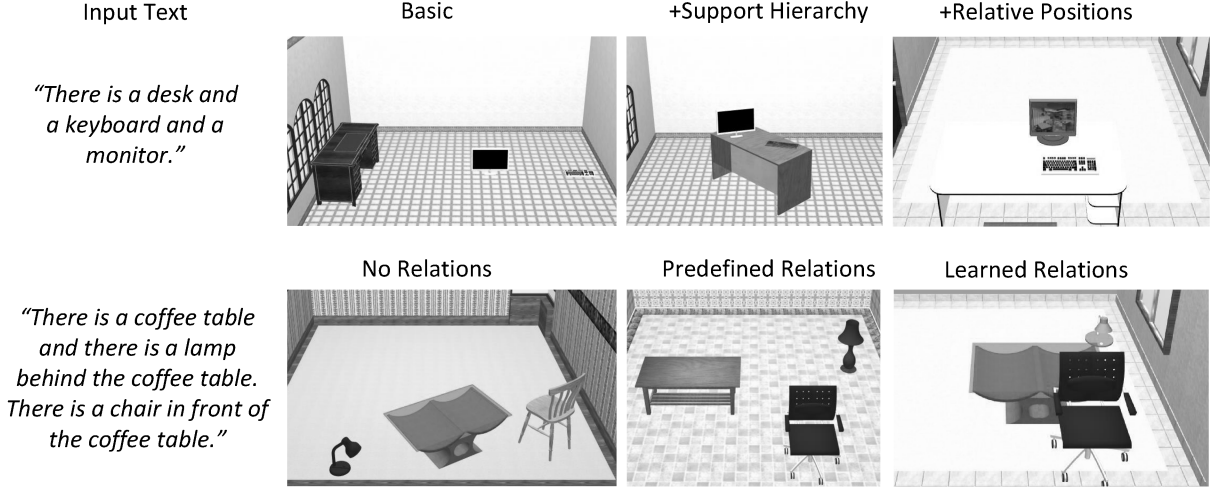 Input Text
Basic
+Support Hierarchy
+Relative Positions
“There is a desk and
a keyboard and a
monitor.”
No Relations
Predefined Relations
Learned Relations
“There is a coffee table
and there is a lamp
behind the coffee table.
There is a chair in front of
the coffee table.”